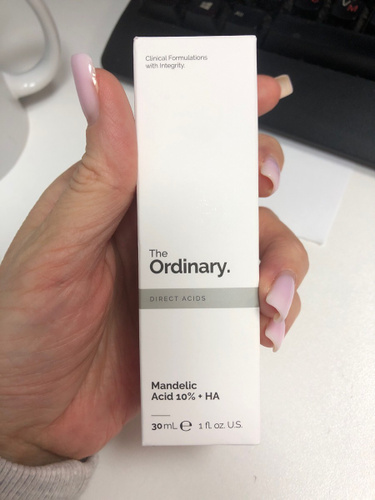 Clinical Formulations
with Integrity.
The
Ordinary.
DIRECT ACIDS
Mandelic
Acid 10% + HA
30 mL ℮ 1 fl. oz. U.S.